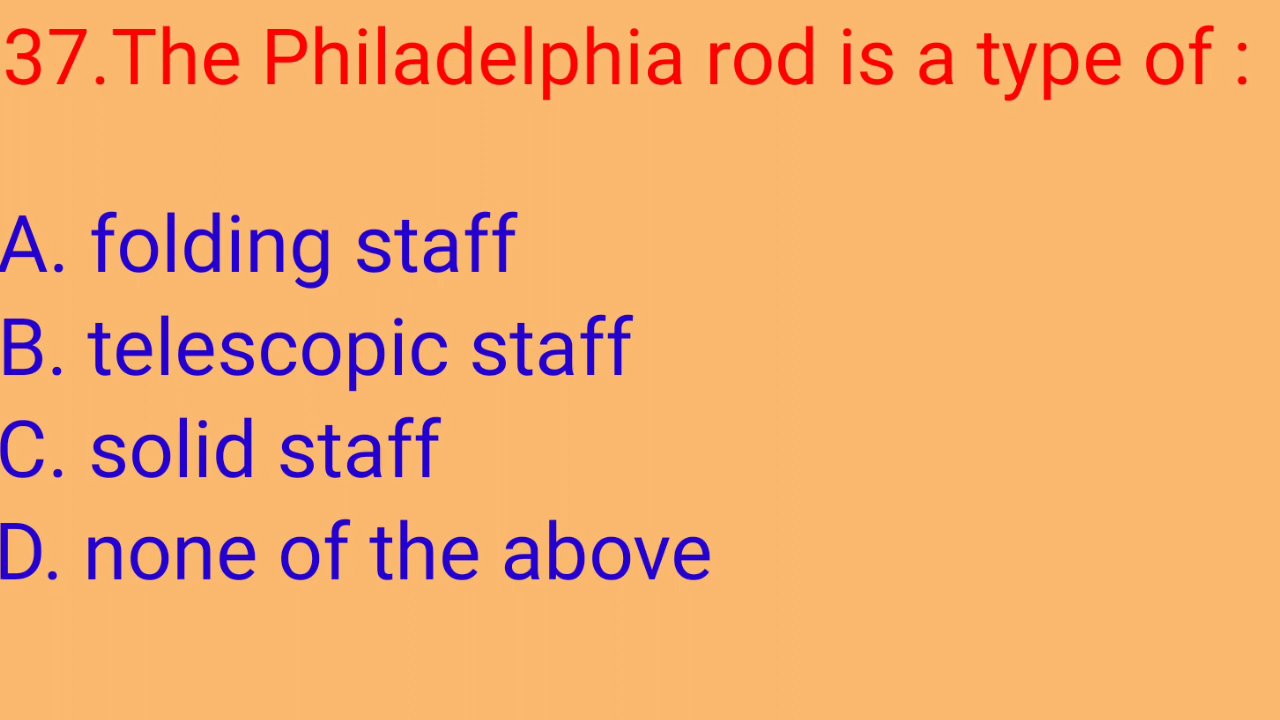 37.The Philadelphia rod is a type of :
A. folding staff
B. telescopic staff
C. solid staff
D. none of the above